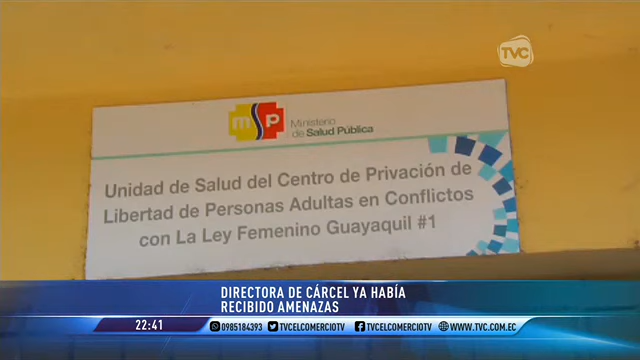 TVC
msp Ministerio
de Salud Pública
Unidad de Salud del Centro de Privación de
Libertad de Personas Adultas en Conflictos
con La Ley Femenino Guayaquil #1
DIRECTORA DE CÁRCEL YA HABÍA
RECIBIDO AMENAZAS
22:41 0985184393 TVCELCOMERCIOTV TVCELCOMERCIOTV WWW.TVC.COM.EC